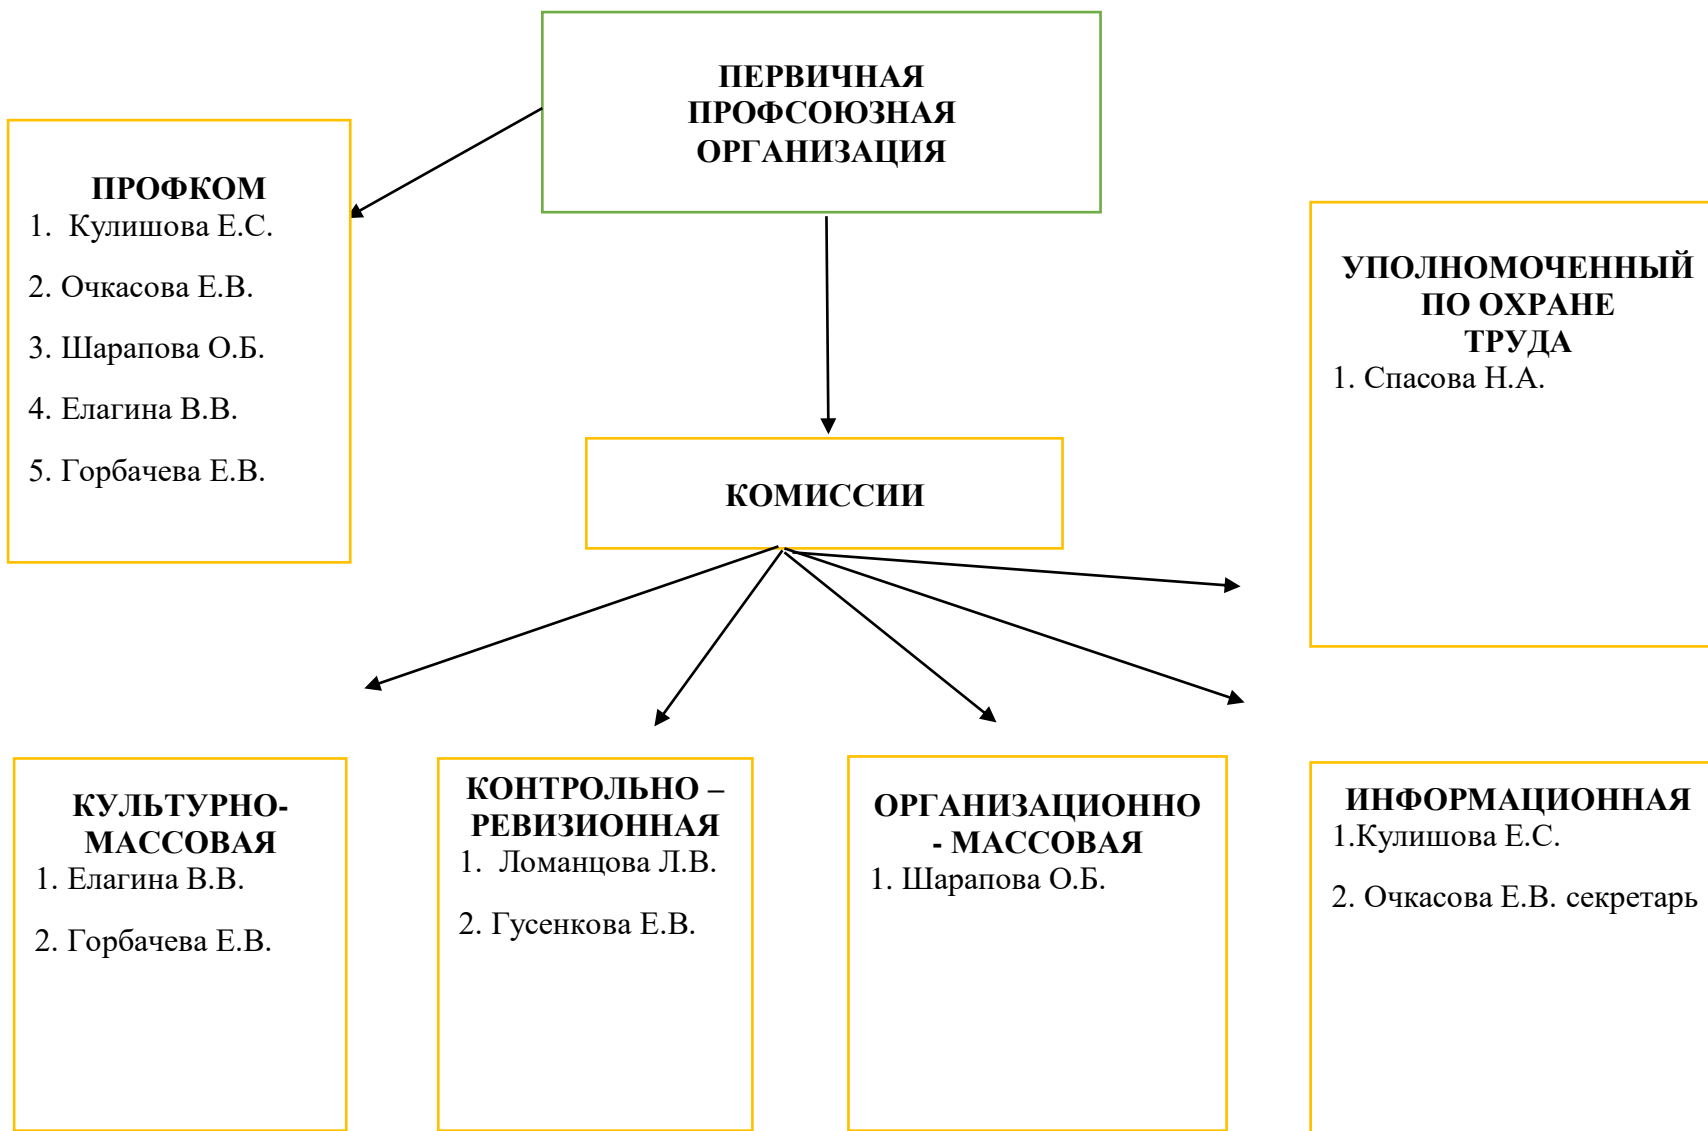 ПЕРВИЧНАЯ
ПРОФСОЮЗНАЯ
ОРГАНИЗАЦИЯ
ПРОФКОМ
1. Кулишова Е.С.
2. Очкасова Е.В.
3. Шарапова О.Б.
4. Елагина В.В.
5. Горбачева Е.В.
УПОЛНОМОЧЕННЫЙ
ПО ОХРАНЕ
ТРУДА
1. Спасова Н.А.
КОМИССИИ
КУЛЬТУРНО-
МАССОВАЯ
1. Елагина В.В.
2. Горбачева Е.В.
КОНТРОЛЬНО –
РЕВИЗИОННАЯ
1. Ломанцова Л.В.
2. Гусенкова Е.В.
ОРГАНИЗАЦИОННО
- МАССОВАЯ
1. Шарапова О.Б.
ИНФОРМАЦИОННАЯ
1.Кулишова Е.С.
2. Очкасова Е.В. секретарь